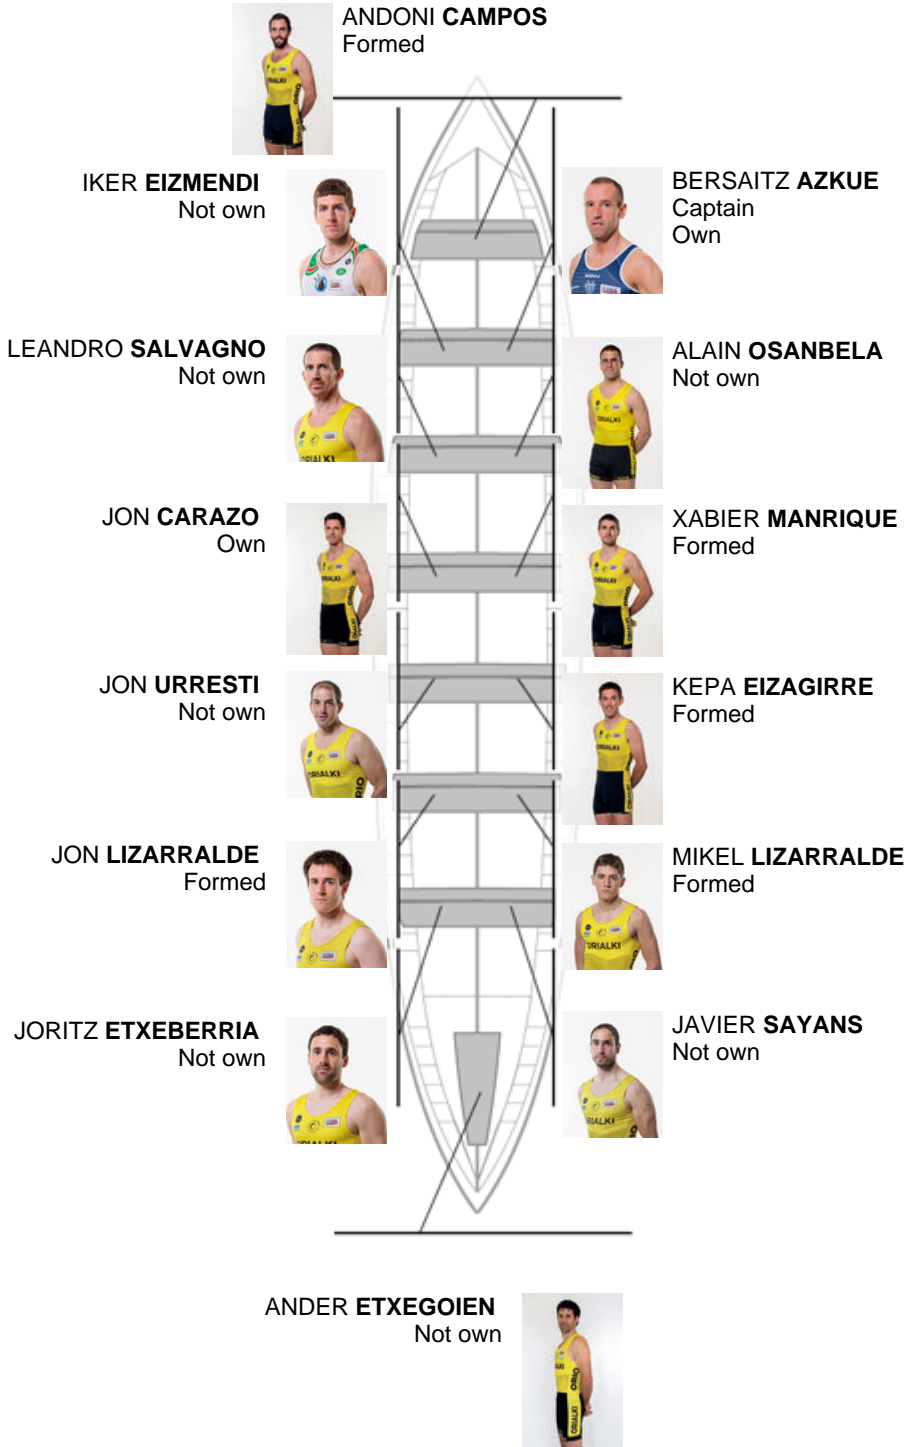 ANDONI CAMPOS
Formed
IKER EIZMENDI
Not own
BERSAITZ AZKUE
Captain
Own
LEANDRO SALVAGNO
Not own
ALAIN OSANBELA
Not own
JON CARAZO
Own
XABIER MANRIQUE
Formed
JON URRESTI
Not own
KEPA EIZAGIRRE
Formed
JON LIZARRALDE
Formed
MIKEL LIZARRALDE
Formed
JORITZ ETXEBERRIA
Not own
JAVIER SAYANS
Not own
ANDER ETXEGOIEN
Not own